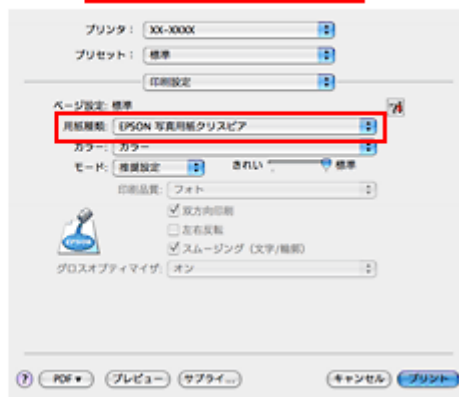 プリンタ： XX-XXXX
プリセット： 標準
印刷設定
ページ設定: 標準
用紙種類: EPSON 写真用紙クリスピア
カラー: カラー
モード: 推奨設定 きれい 標準
印刷品質: フォト
双方向印刷
左右反転
スムージング（文字/輪郭）
グロスオプティマイザ: オン
EPSON
? PDF▼ プレビュー サプライ... キャンセル プリント